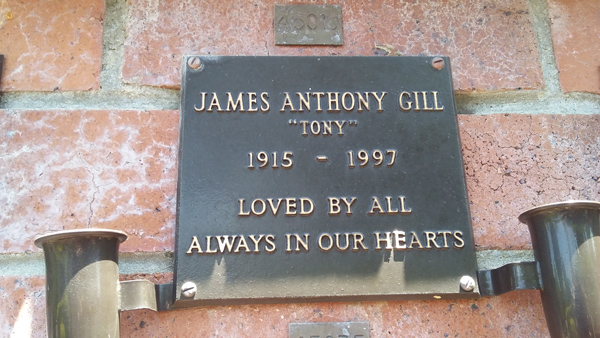 JAMES ANTHONY GILL
"TONY"
1915 - 1997
LOVED BY ALL
ALWAYS IN OUR HEARTS